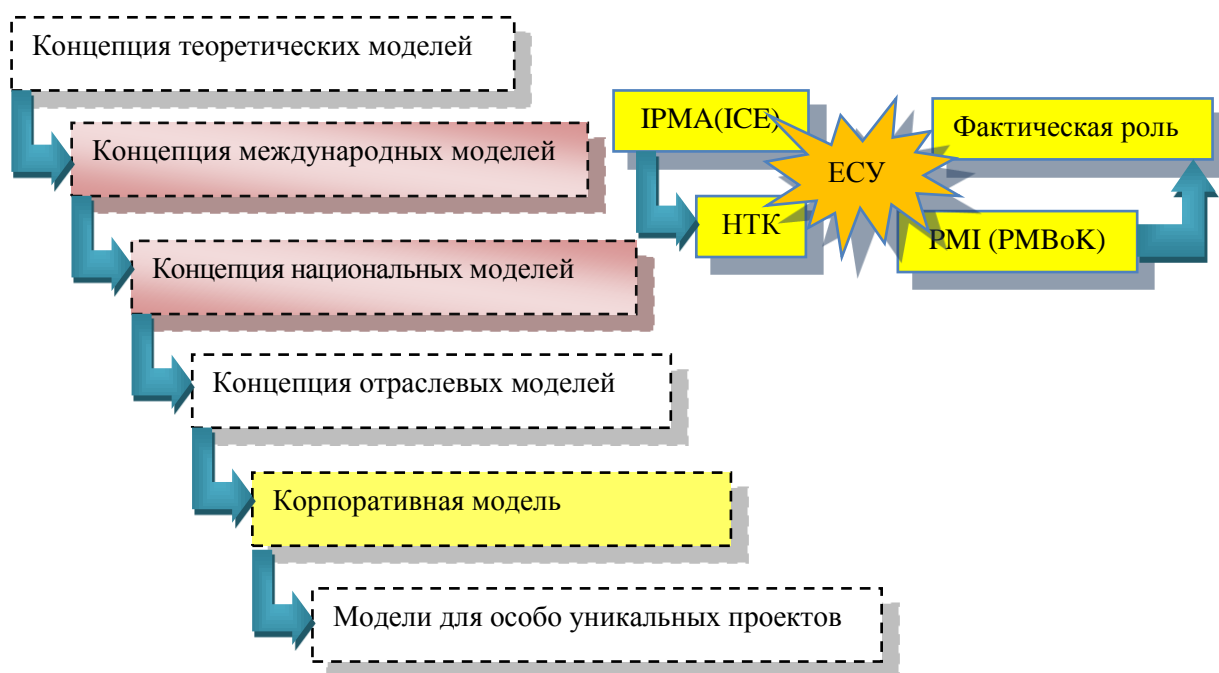 Концепция теоретических моделей
Концепция международных моделей
Концепция национальных моделей
Концепция отраслевых моделей
Корпоративная модель
Модели для особо уникальных проектов
IPMA(ICE)
НТК
ЕСУ
Фактическая роль
PMI (PMBoK)